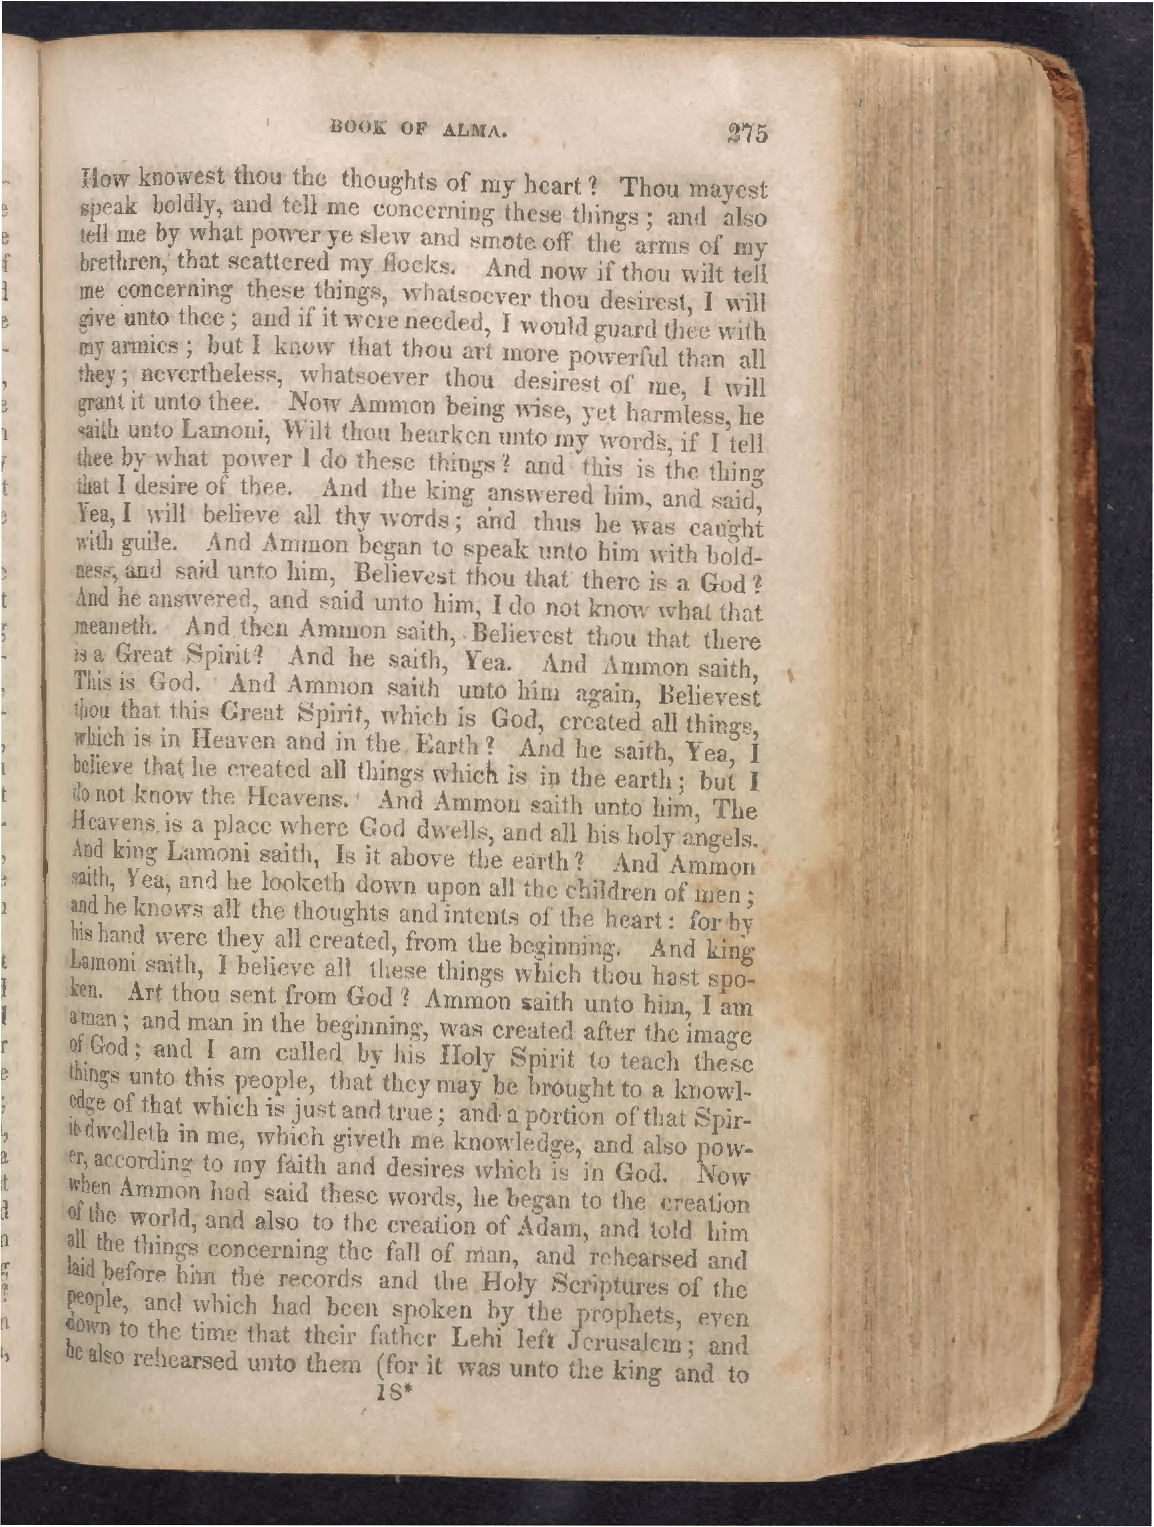 BOOK OF ALMA. 275
How knowest thou the thoughts of my heart? Thou mayest
speak boldly, and tell me concerning these things; and also
tell me by what power ye slew and smote off the arms of my
brethren, that scattered my flocks. And now if thou wilt tell
me concerning these things, whatsoever thou desirest, I will
give unto thee; and if it were needed, I would guard thee with
my armies; but I know that thou art more powerful than all
they; nevertheless, whatsoever thou desirest of me, I will
grant it unto thee. Now Ammon being wise, yet harmless, he
saith unto Lamoni, Wilt thou hearken unto my words, if I tell
thee by what power I do these things? and this is the thing
that I desire of thee. And the king answered him, and said,
Yea, I will believe all thy words; and thus he was caught
with guile. And Ammon began to speak unto him with bold-
ness, and said unto him, Believest thou that there is a God?
And he answered, and said unto him, I do not know what that
meaneth. And then Ammon saith, Believest thou that there
is a Great Spirit? And he saith, Yea. And Ammon saith,
This is God. And Ammon saith unto him again, Believest
thou that this Great Spirit, which is God, created all things,
which is in Heaven and in the Earth? And he saith, Yea, I
believe that he created all things which is in the earth; but I
do not know the Heavens. And Ammon saith unto him, The
Heavens is a place where God dwells, and all his holy angels.
And king Lamoni saith, Is it above the earth? And Ammon
saith, Yea, and he looketh down upon all the children of men;
and he knows all the thoughts and intents of the heart: for by
his hand were they all created, from the beginning. And king
Lamoni saith, I believe all these things which thou hast spo-
ken. Art thou sent from God? Ammon saith unto him, I am
a man; and man in the beginning, was created after the image
of God; and I am called by his Holy Spirit to teach these
things unto this people, that they may be brought to a knowl-
edge of that which is just and true; and a portion of that Spir-
it dwelleth in me, which giveth me knowledge, and also pow-
er, according to my faith and desires which is in God. Now
when Ammon had said these words, he began to the creation
of the world, and also to the creation of Adam, and told him
all the things concerning the fall of man, and rehearsed and
laid before him the records and the Holy Scriptures of the
people, and which had been spoken by the prophets, even
down to the time that their father Lehi left Jerusalem; and
he also rehearsed unto them (for it was unto the king and to
18*